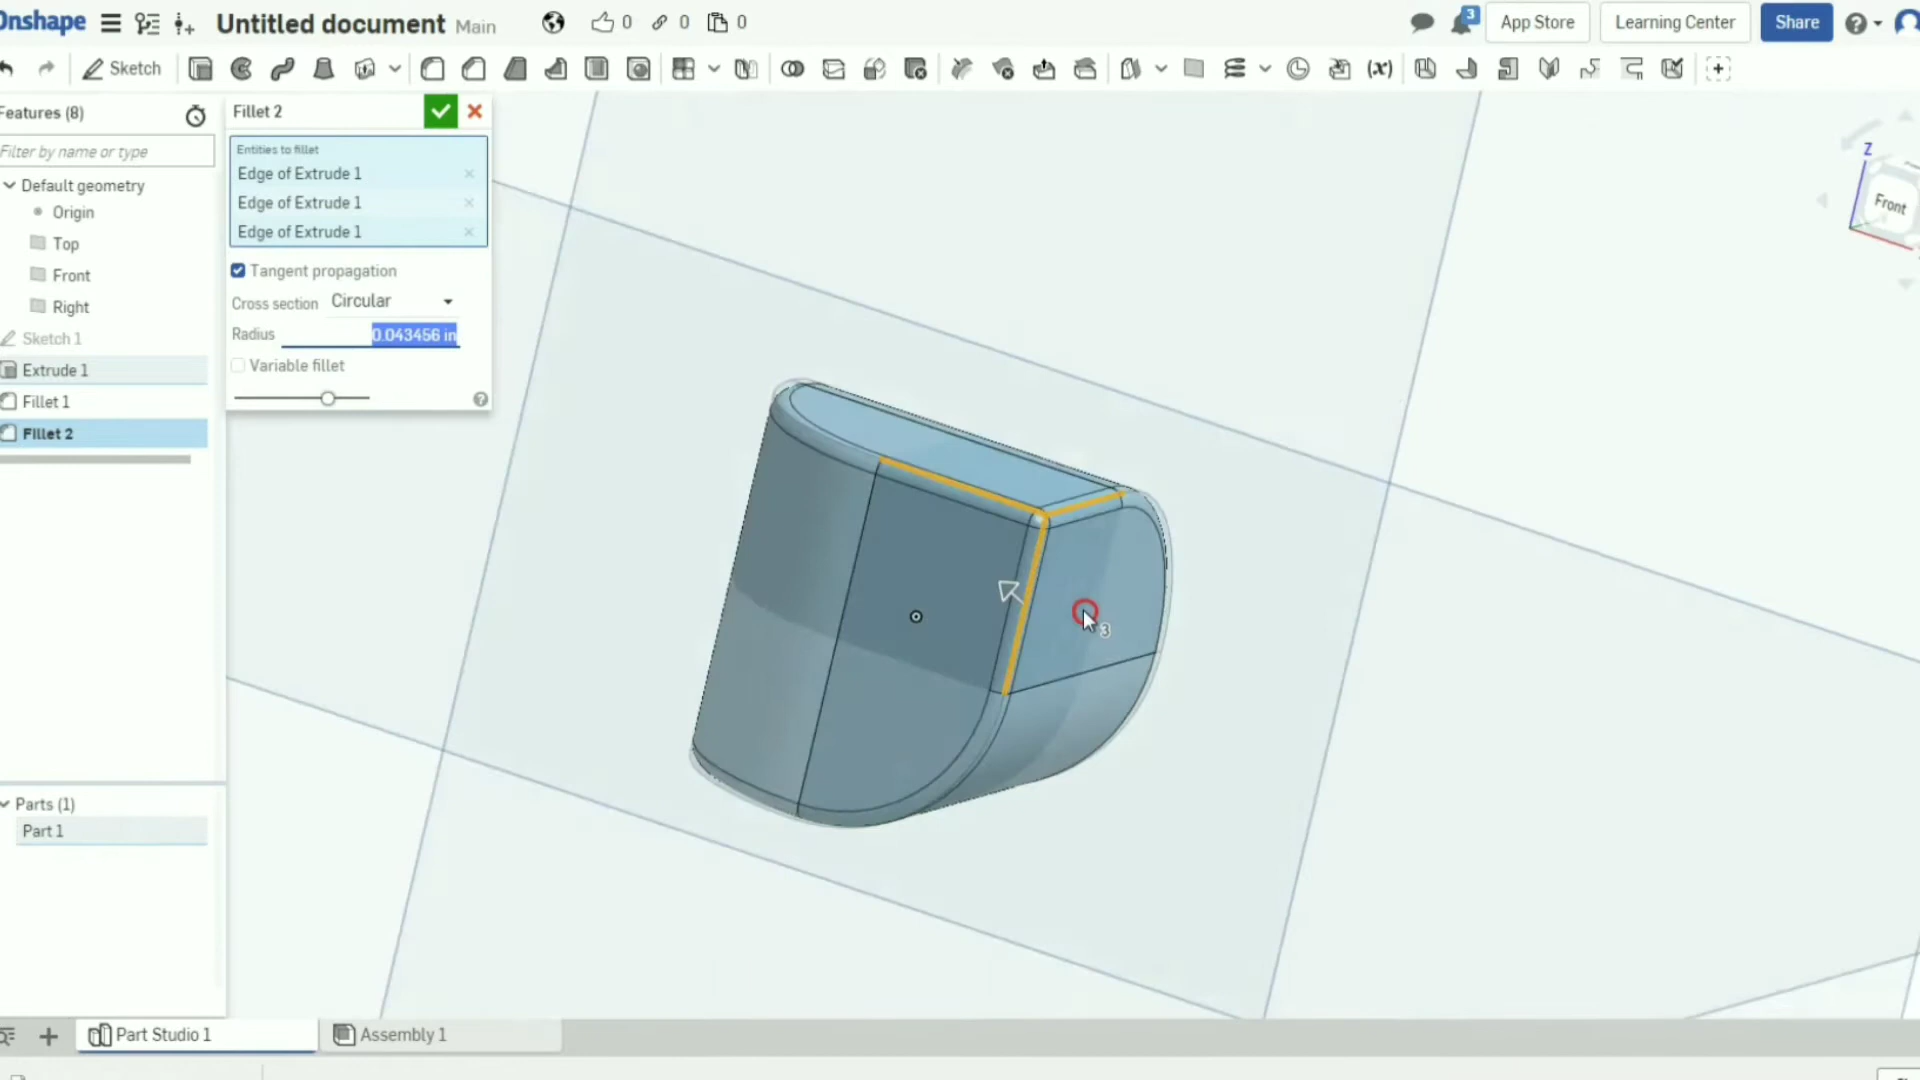 Onshape
Untitled document Main
0 0 0
3
App Store
Learning Center
Share
?
Sketch
(x)
Features (8)
Filter by name or type
Default geometry
Origin
Top
Front
Right
Sketch 1
Extrude 1
Fillet 1
Fillet 2
Parts (1)
Part 1
Fillet 2
Entities to fillet
Edge of Extrude 1
Edge of Extrude 1
Edge of Extrude 1
Tangent propagation
Cross section Circular
Radius 0.043456 in
Variable fillet
?
3
Z
Front
Part Studio 1
Assembly 1